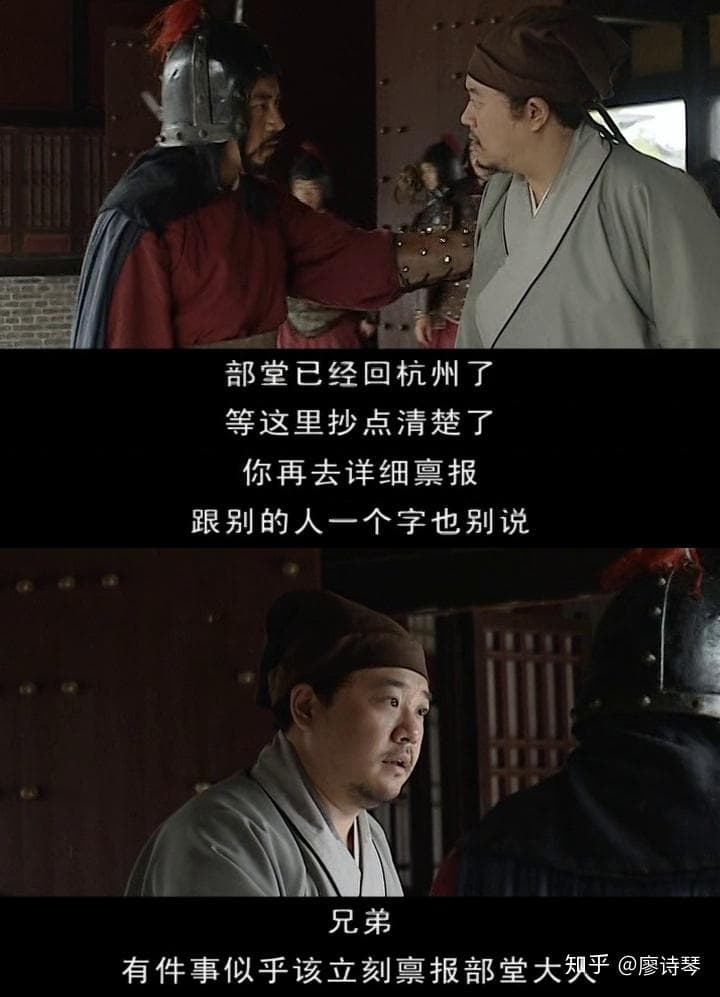 部堂已经回杭州了
等这里抄点清楚了
你再去详细禀报
跟别的人一个字也别说
兄弟
有件事似乎该立刻禀报部堂大人
知乎 @廖诗琴